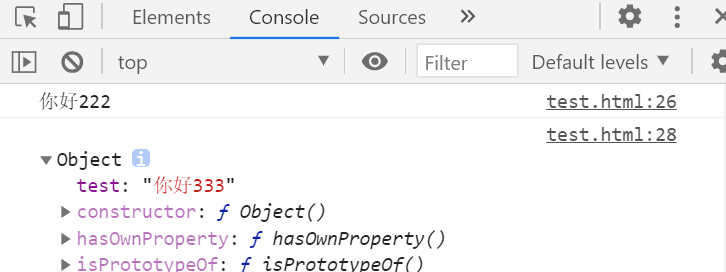 Elements Console Sources
top Filter Default levels
你好222 test.html:26
test.html:28
Object i
test: "你好333"
constructor: ƒ Object()
hasOwnProperty: ƒ hasOwnProperty()
isPrototypeOf: ƒ isPrototypeOf()